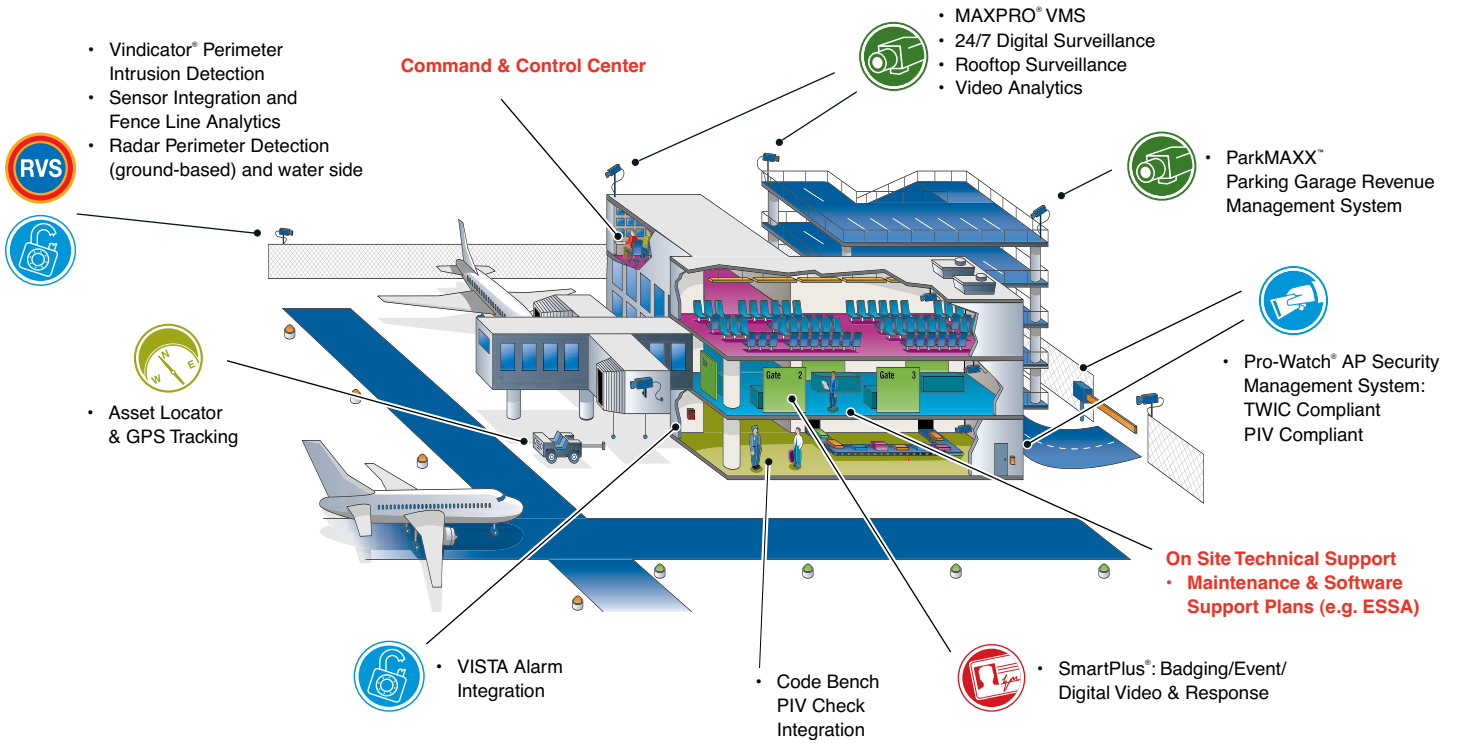 • Vindicator® Perimeter
Intrusion Detection
• Sensor Integration and
Fence Line Analytics
• Radar Perimeter Detection
(ground-based) and water side
RVS
Command & Control Center
• MAXPRO® VMS
• 24/7 Digital Surveillance
• Rooftop Surveillance
• Video Analytics
• ParkMAXX™
Parking Garage Revenue
Management System
• Pro-Watch® AP Security
Management System:
TWIC Compliant
PIV Compliant
N
N
E
W
W
• Asset Locator
& GPS Tracking
Gate 2
Gate 3
On Site Technical Support
• Maintenance & Software
Support Plans (e.g. ESSA)
• VISTA Alarm
Integration
• Code Bench
PIV Check
Integration
• SmartPlus®: Badging/Event/
Digital Video & Response